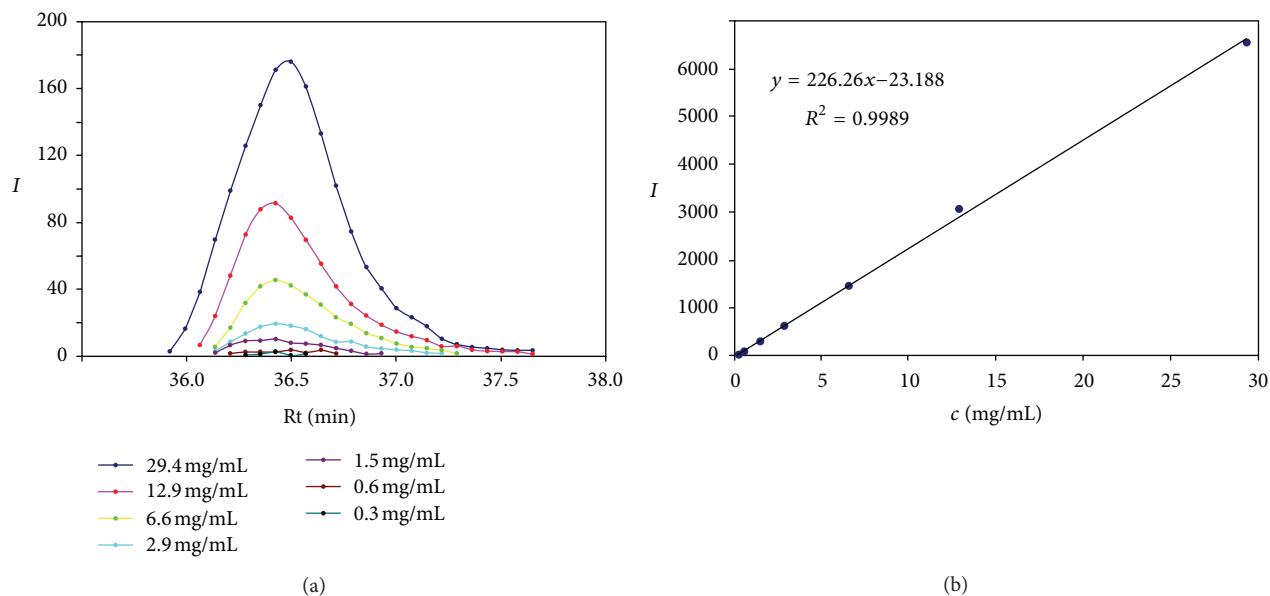 200
160
120
80
40
0
I
36.0 36.5 37.0 37.5 38.0
Rt (min)
29.4 mg/mL
12.9 mg/mL
6.6 mg/mL
2.9 mg/mL
1.5 mg/mL
0.6 mg/mL
0.3 mg/mL
(a)
6000
5000
4000
3000
2000
1000
0
I
y = 226.26x−23.188
R² = 0.9989
0 5 10 15 20 25 30
c (mg/mL)
(b)